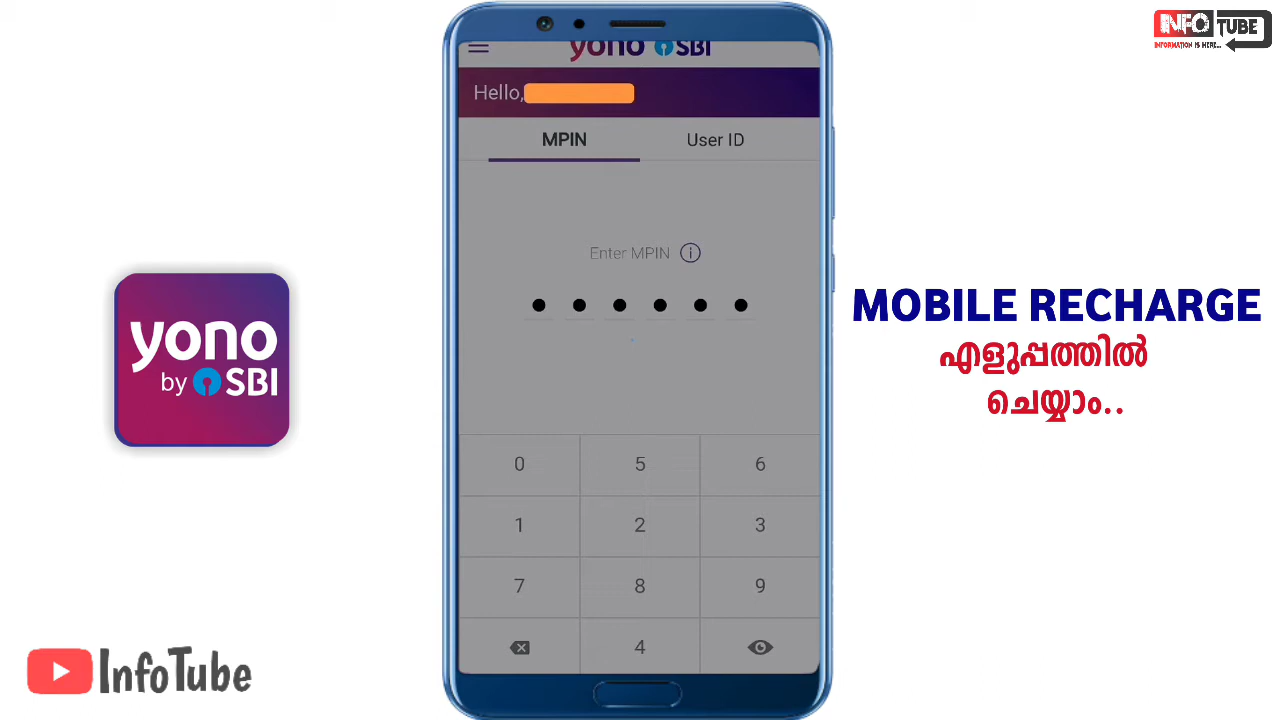 INFO TUBE
INFORMATION IS HERE...
yono SBI
Hello,
MPIN User ID
Enter MPIN
0 5 6
1 2 3
7 8 9
4
yono
by SBI
MOBILE RECHARGE
എളുപ്പത്തിൽ
ചെയ്യാം..
InfoTube